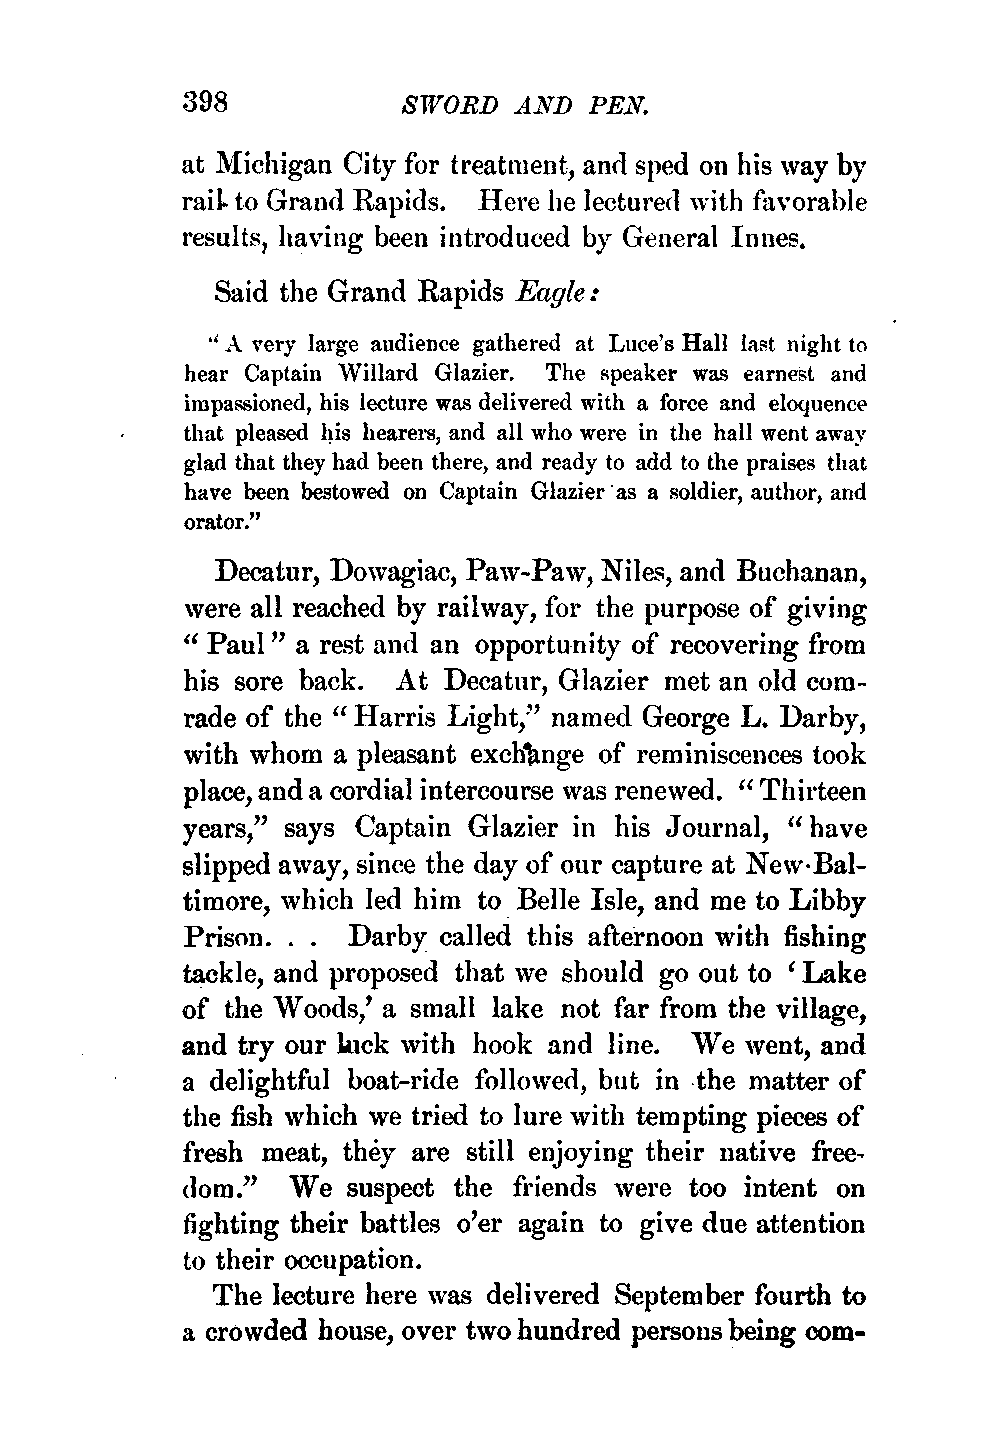 398 SWORD AND PEN.
at Michigan City for treatment, and sped on his way by
rail to Grand Rapids. Here he lectured with favorable
results, having been introduced by General Innes.
Said the Grand Rapids Eagle:
"A very large audience gathered at Luce's Hall last night to
hear Captain Willard Glazier. The speaker was earnest and
impassioned, his lecture was delivered with a force and eloquence
that pleased his hearers, and all who were in the hall went away
glad that they had been there, and ready to add to the praises that
have been bestowed on Captain Glazier as a soldier, author, and
orator."
Decatur, Dowagiac, Paw-Paw, Niles, and Buchanan,
were all reached by railway, for the purpose of giving
"Paul" a rest and an opportunity of recovering from
his sore back. At Decatur, Glazier met an old com-
rade of the "Harris Light," named George L. Darby,
with whom a pleasant exchange of reminiscences took
place, and a cordial intercourse was renewed. "Thirteen
years," says Captain Glazier in his Journal, "have
slipped away, since the day of our capture at New-Bal-
timore, which led him to Belle Isle, and me to Libby
Prison. . . Darby called this afternoon with fishing
tackle, and proposed that we should go out to 'Lake
of the Woods,' a small lake not far from the village,
and try our luck with hook and line. We went, and
a delightful boat-ride followed, but in the matter of
the fish which we tried to lure with tempting pieces of
fresh meat, they are still enjoying their native free-
dom." We suspect the friends were too intent on
fighting their battles o'er again to give due attention
to their occupation.
The lecture here was delivered September fourth to
a crowded house, over two hundred persons being com-